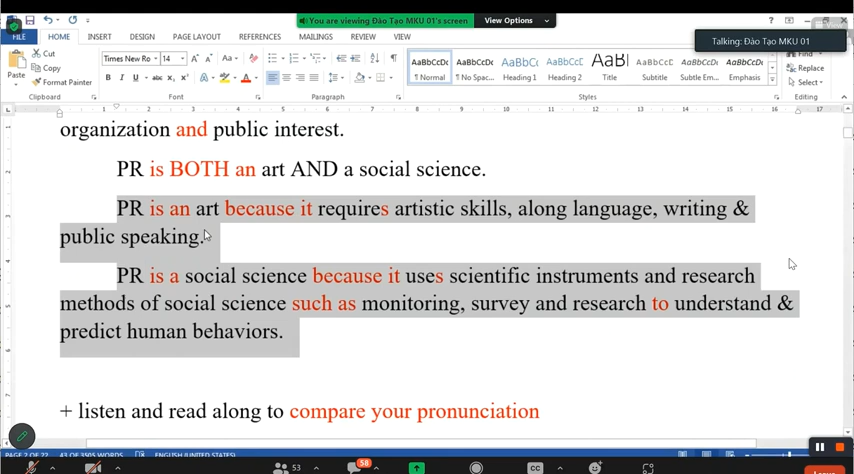 You are viewing Đào Tạo MKU 01's screen
View Options
Talking: Đào Tạo MKU 01
FILE HOME INSERT DESIGN PAGE LAYOUT REFERENCES MAILINGS REVIEW VIEW
Cut
Copy
Format Painter
Paste
Clipboard
Times New Ro 14
Font
Paragraph
AaBbCcDc AaBbCcDc AaBbC AaBbCc AaBl AaBbCcD AaBbCcDc AaBbCcDc
¶ Normal ¶ No Spac... Heading 1 Heading 2 Title Subtitle Subtle Em... Emphasis
Styles
Find
Replace
Select
Editing
organization and public interest.
PR is BOTH an art AND a social science.
PR is an art because it requires artistic skills, along language, writing &
public speaking.
PR is a social science because it uses scientific instruments and research
methods of social science such as monitoring, survey and research to understand &
predict human behaviors.
+ listen and read along to compare your pronunciation
PAGE 2 OF 22 43 OF 3505 WORDS ENGLISH (UNITED STATES)
53
58
CC
Leave